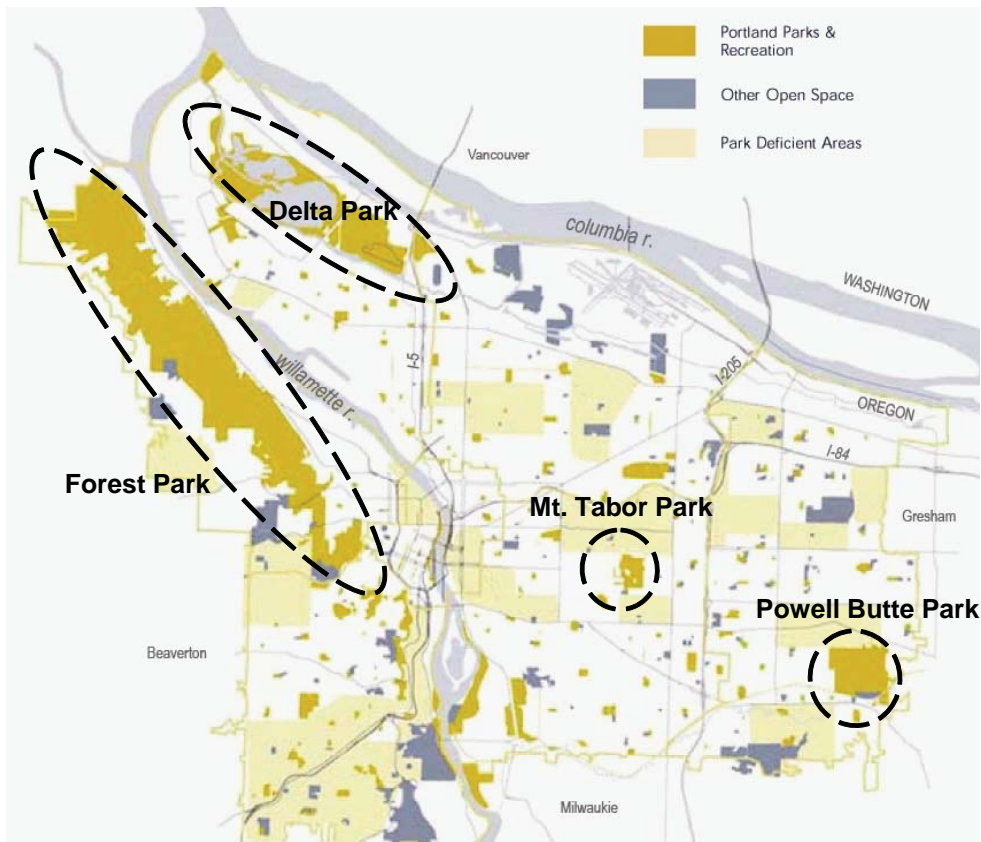 Portland Parks &
Recreation
Other Open Space
Park Deficient Areas
Vancouver
Delta Park
columbia r.
WASHINGTON
willamette r.
I-5
I-205
OREGON
I-84
Forest Park
Mt. Tabor Park
Gresham
Powell Butte Park
Beaverton
Milwaukie